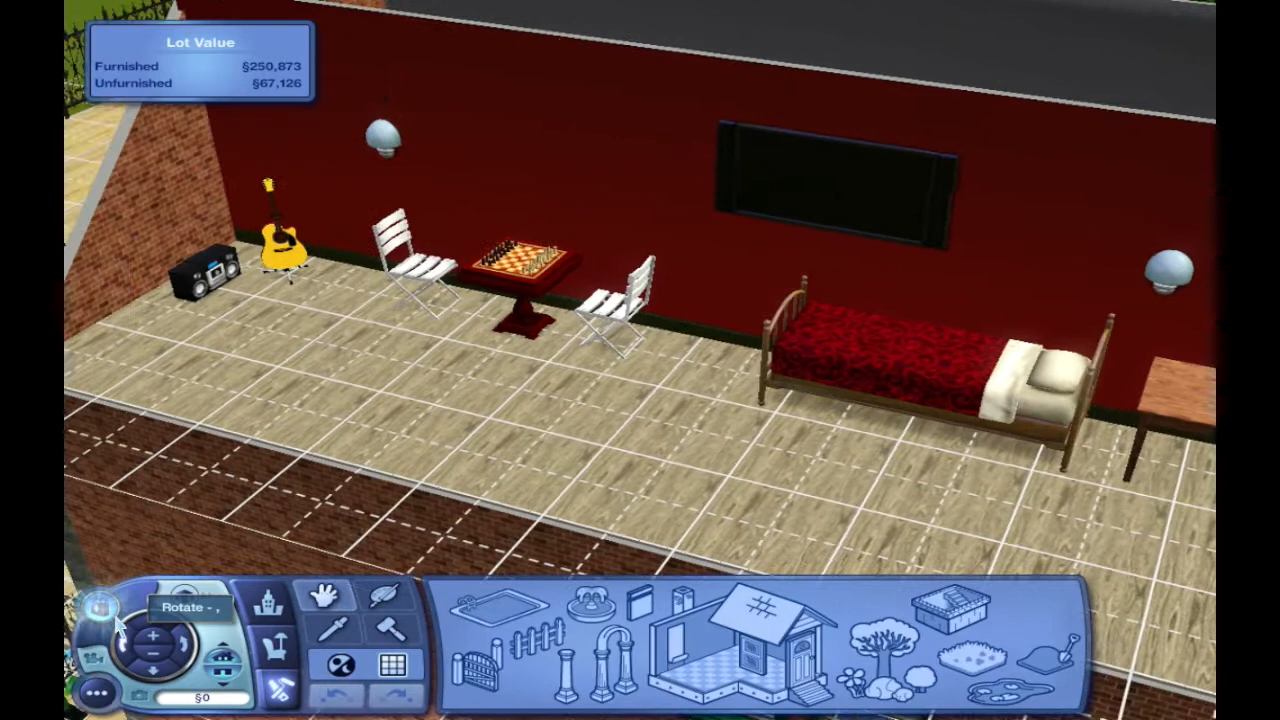 Lot Value
Furnished §250,873
Unfurnished §67,126
Rotate - ,
§0